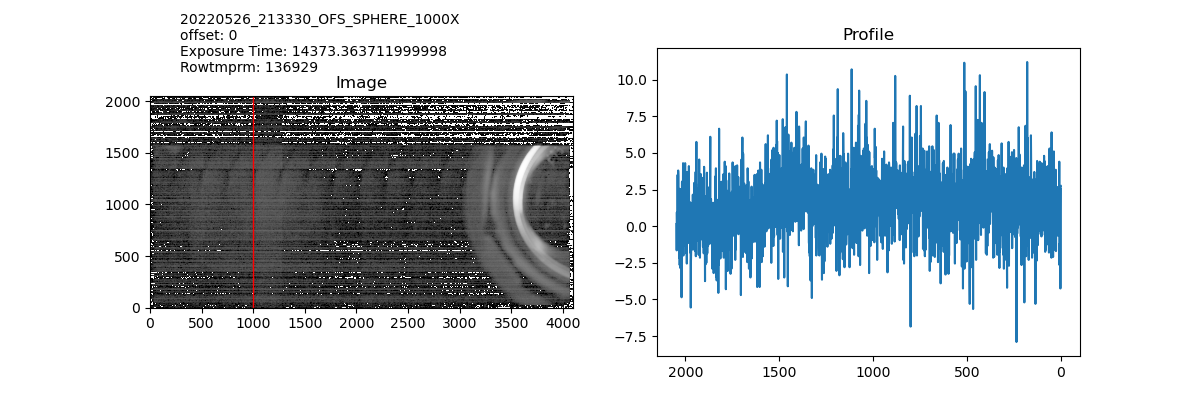 20220526_213330_OFS_SPHERE_1000X
offset: 0
Exposure Time: 14373.363711999998
Rowtmprm: 136929
Image
2000
1500
1000
500
0
0 500 1000 1500 2000 2500 3000 3500 4000
Profile
10.0
7.5
5.0
2.5
0.0
−2.5
−5.0
−7.5
2000 1500 1000 500 0